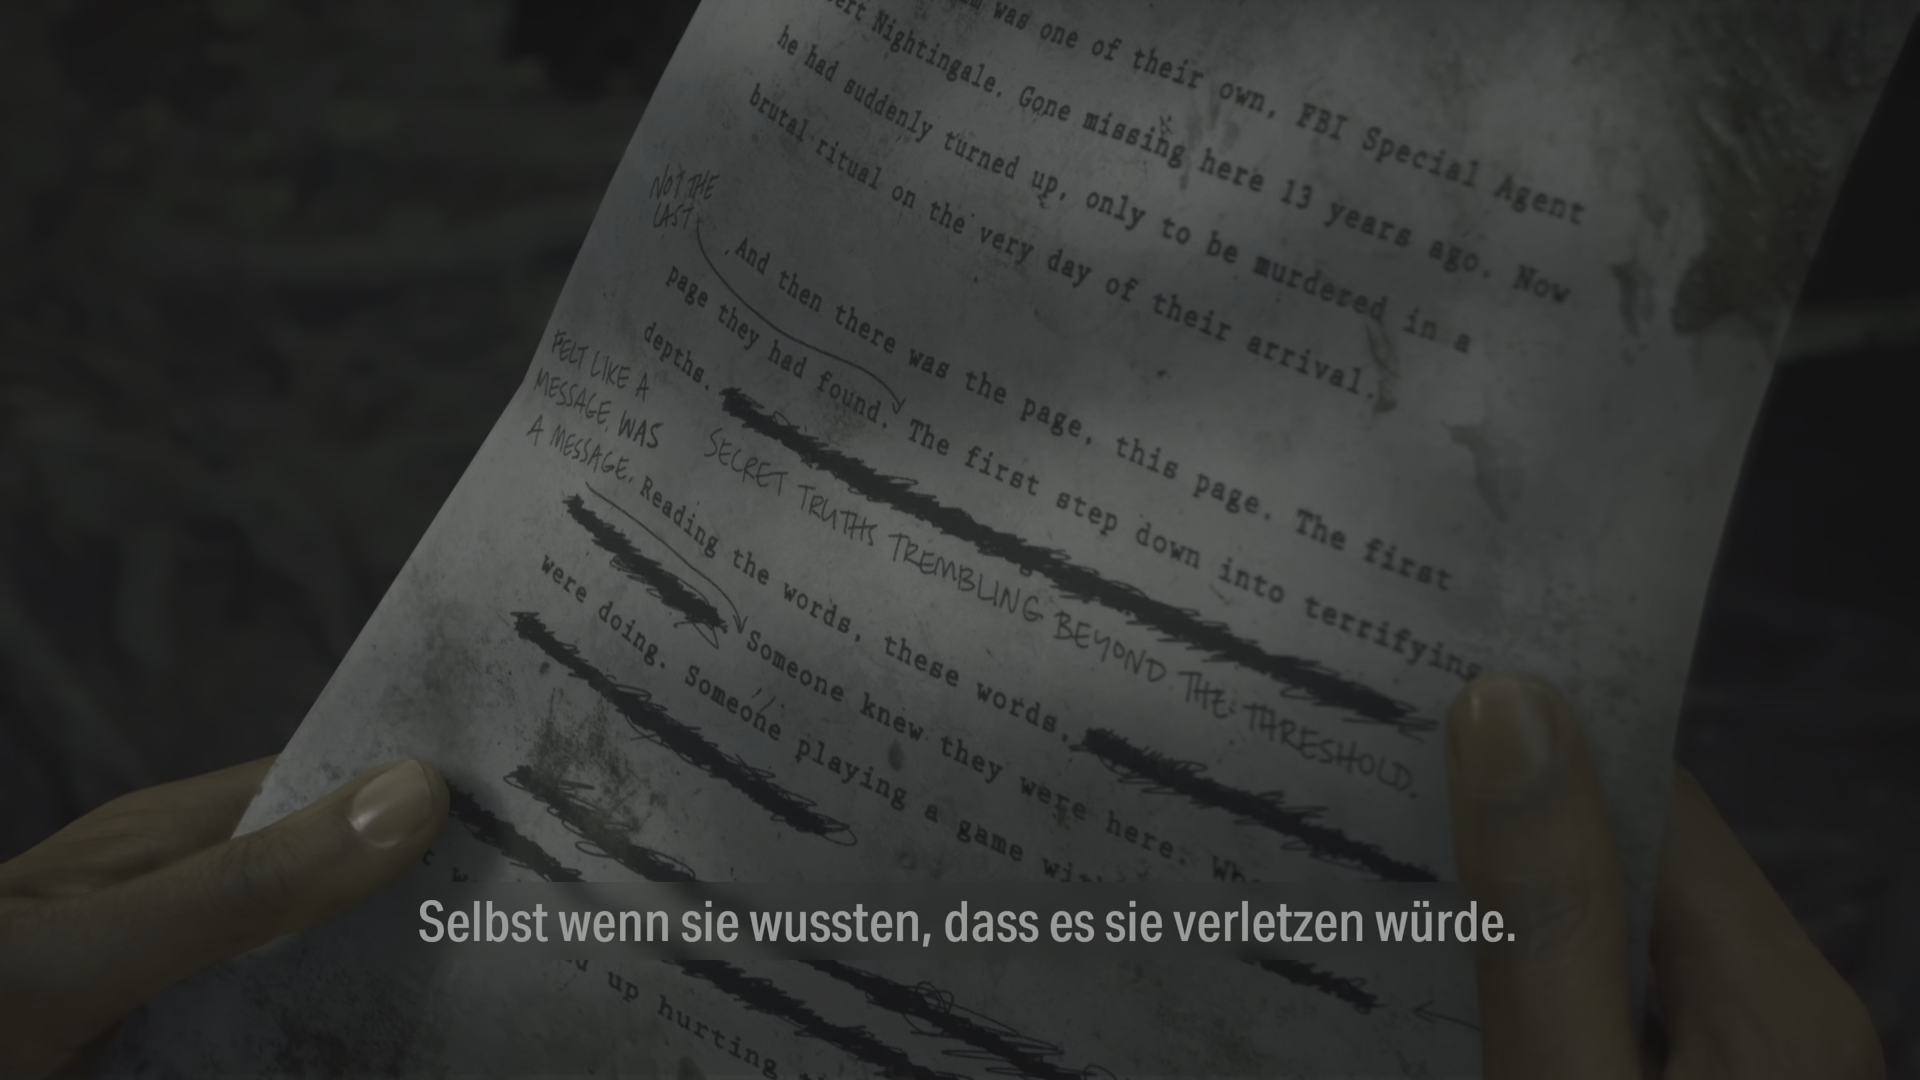 was one of their own, FBI Special Agent
Nightingale. Gone missing here 13 years ago. Now
he had suddenly turned up, only to be murdered in a
brutal ritual on the very day of their arrival.
NOT THE
LAST
And then there was the page, this page. The first
page they had found. The first step down into terrifying
depths.
SECRET TRUTHS TREMBLING BEYOND THE THRESHOLD.
FELT LIKE A
MESSAGE, WAS
A MESSAGE.
Reading the words, these words,
Someone knew they were here.
were doing. Someone playing a game
up hurting
Selbst wenn sie wussten, dass es sie verletzen würde.